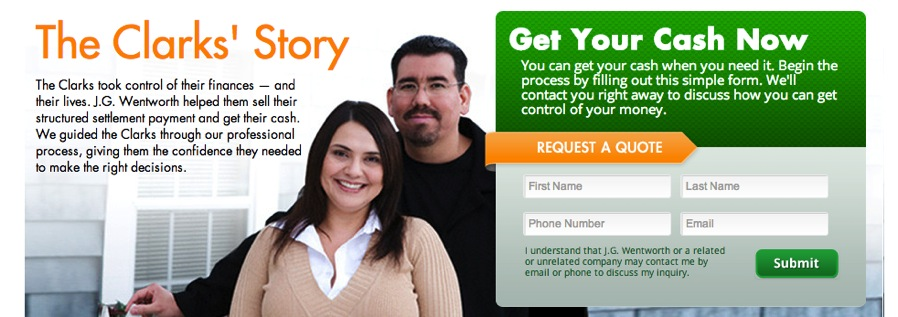 The Clarks' Story
The Clarks took control of their finances — and
their lives. J.G. Wentworth helped them sell their
structured settlement payment and get their cash.
We guided the Clarks through our professional
process, giving them the confidence they needed
to make the right decisions.
Get Your Cash Now
You can get your cash when you need it. Begin the
process by filling out this simple form. We'll
contact you right away to discuss how you can get
control of your money.
REQUEST A QUOTE
First Name
Last Name
Phone Number
Email
I understand that J.G. Wentworth or a related
or unrelated company may contact me by
email or phone to discuss my inquiry.
Submit